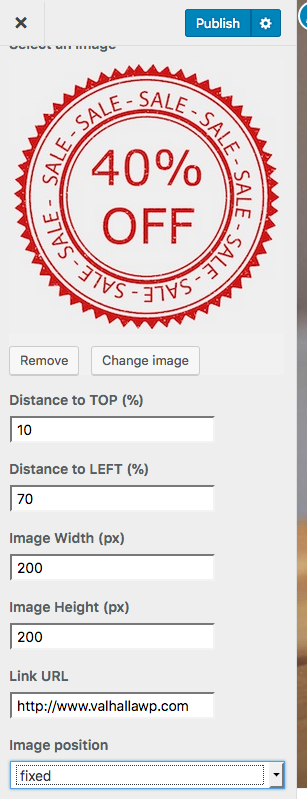 Publish
Select an image
SALE - SALE - SALE - SALE - SALE - SALE - SALE - SALE - SALE -
40%
OFF
Remove
Change image
Distance to TOP (%)
10
Distance to LEFT (%)
70
Image Width (px)
200
Image Height (px)
200
Link URL
http://www.valhallawp.com
Image position
fixed